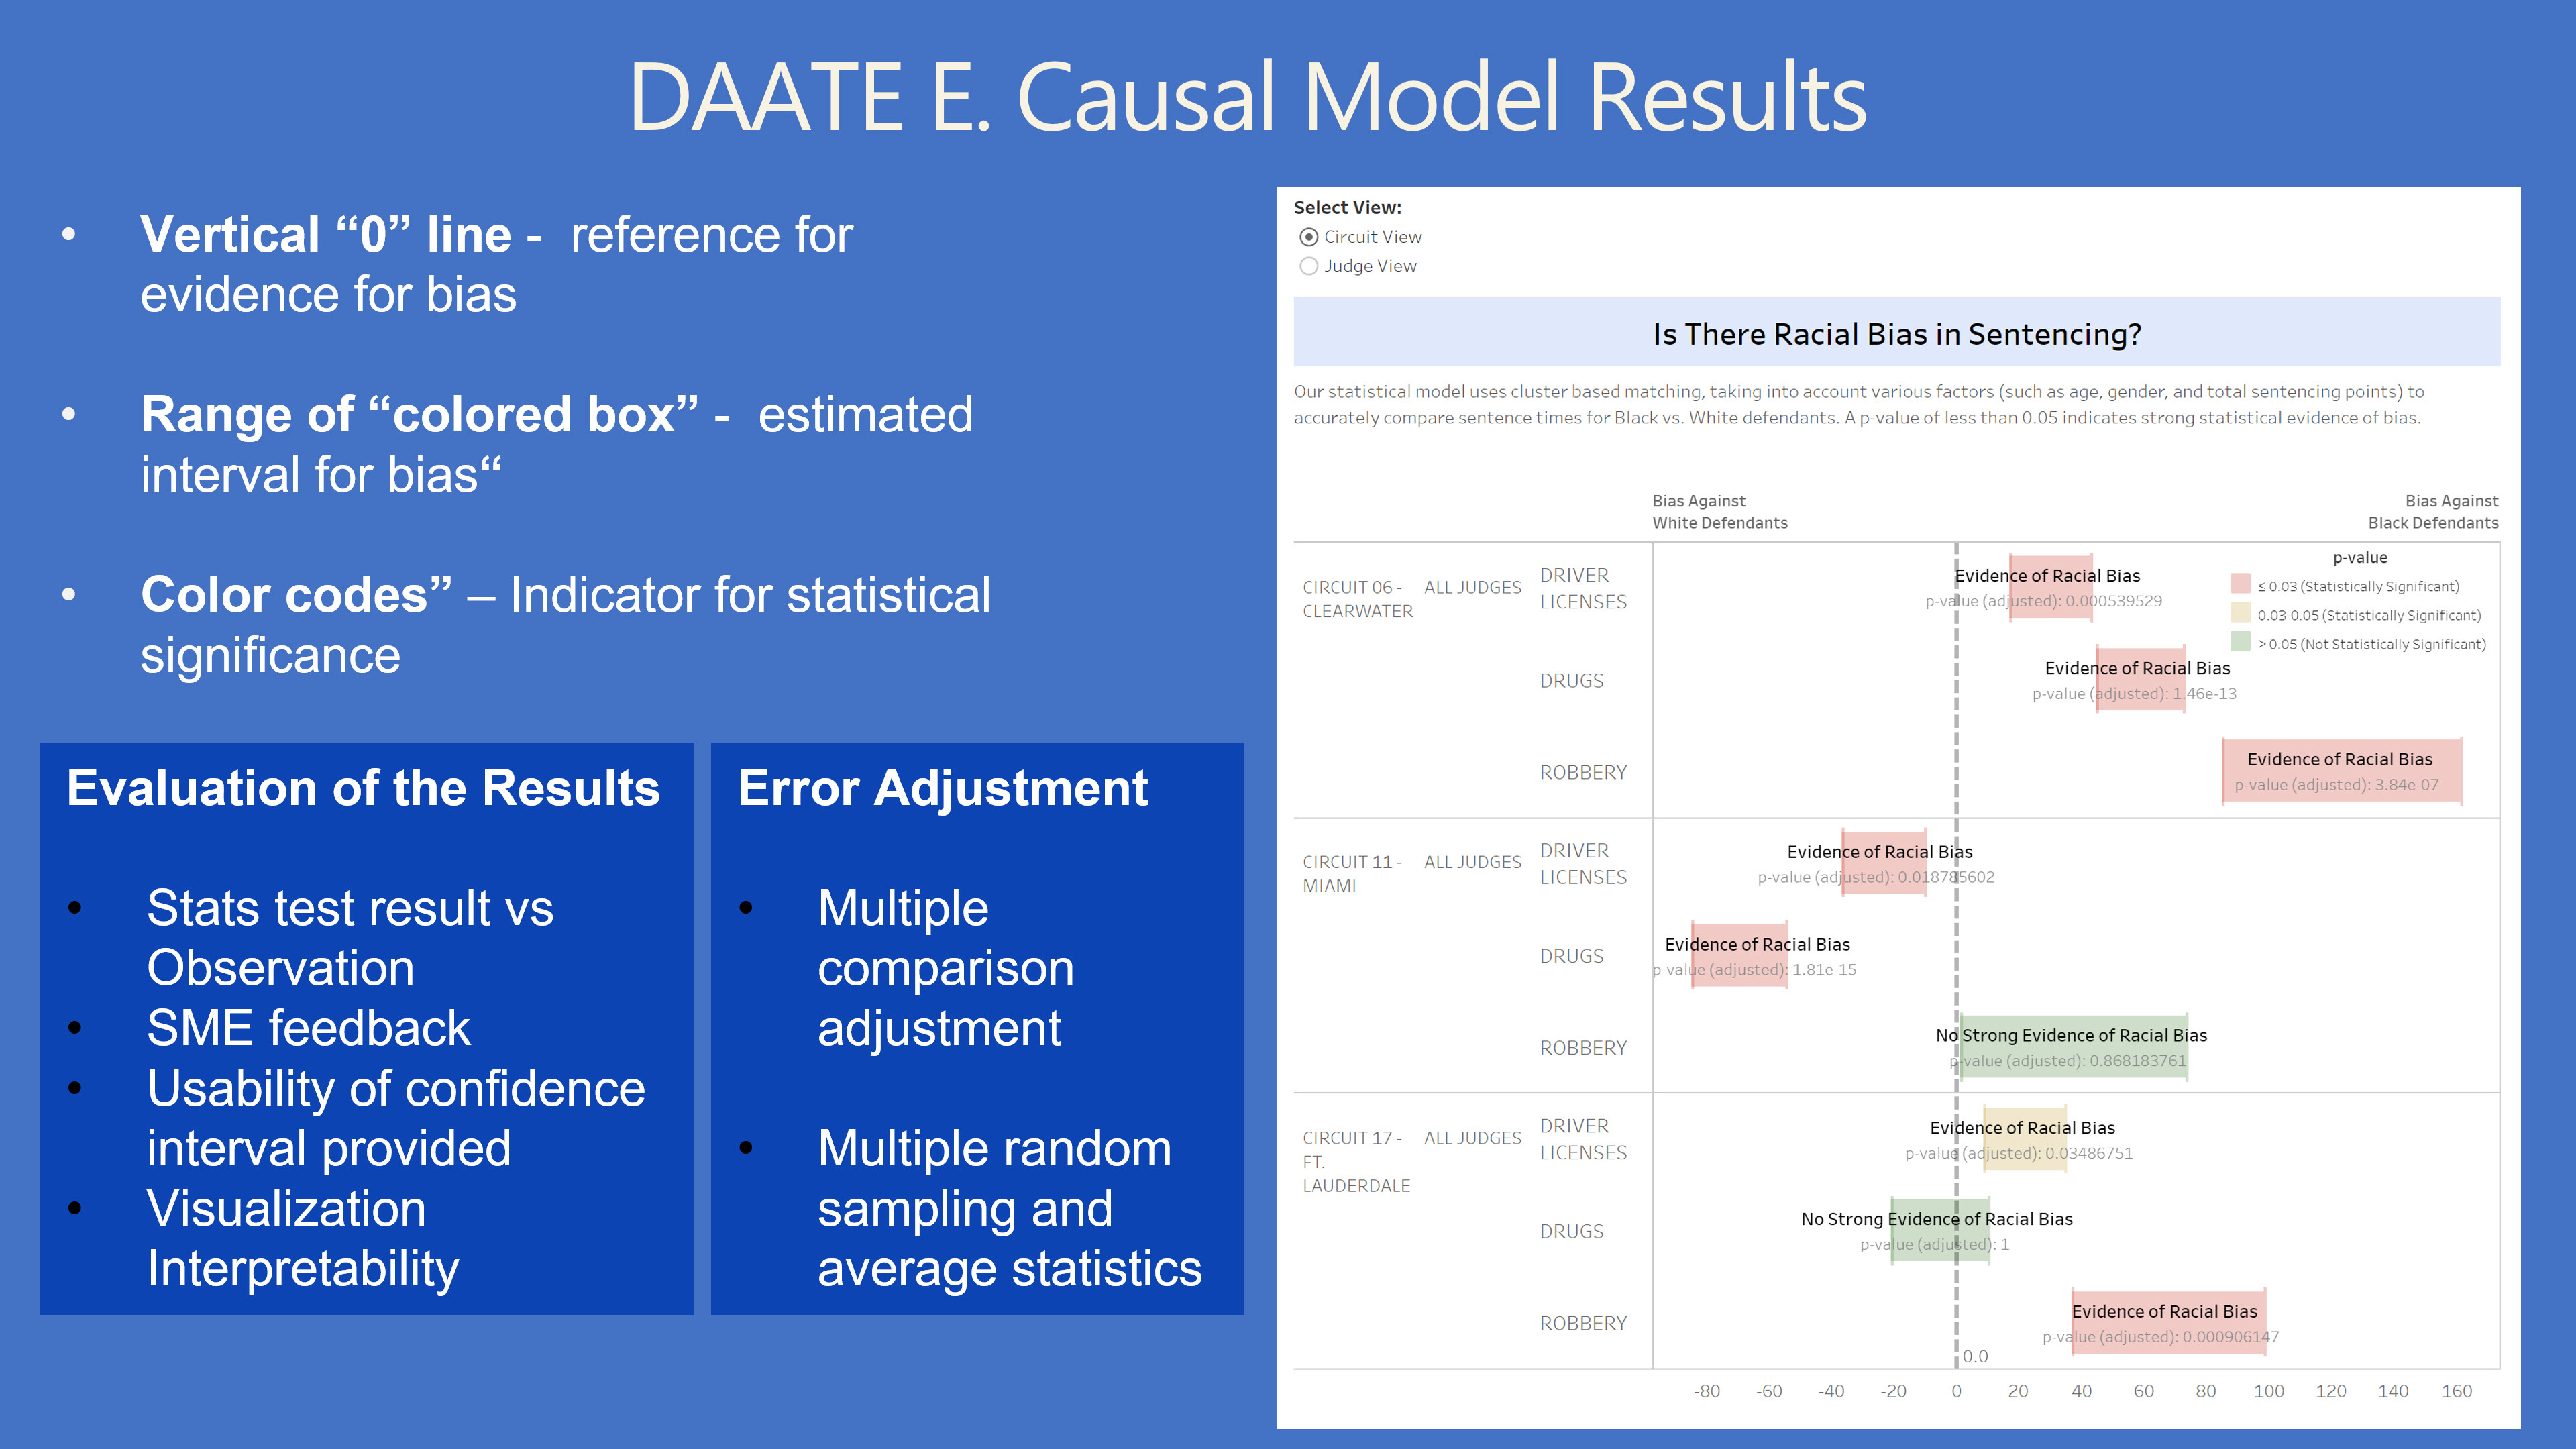 DAATE E. Causal Model Results
• Vertical “0” line - reference for
evidence for bias
• Range of “colored box” - estimated
interval for bias“
• Color codes” – Indicator for statistical
significance
Evaluation of the Results
• Stats test result vs
Observation
• SME feedback
• Usability of confidence
interval provided
• Visualization
Interpretability
Error Adjustment
• Multiple
comparison
adjustment
• Multiple random
sampling and
average statistics
Select View:
Circuit View
Judge View
Is There Racial Bias in Sentencing?
Our statistical model uses cluster based matching, taking into account various factors (such as age, gender, and total sentencing points) to
accurately compare sentence times for Black vs. White defendants. A p-value of less than 0.05 indicates strong statistical evidence of bias.
Bias Against
White Defendants
Bias Against
Black Defendants
p-value
≤ 0.03 (Statistically Significant)
0.03-0.05 (Statistically Significant)
> 0.05 (Not Statistically Significant)
CIRCUIT 06 -
CLEARWATER
ALL JUDGES
DRIVER
LICENSES
Evidence of Racial Bias
p-value (adjusted): 0.000539529
DRUGS
Evidence of Racial Bias
p-value (adjusted): 1.46e-13
ROBBERY
Evidence of Racial Bias
p-value (adjusted): 3.84e-07
CIRCUIT 11 -
MIAMI
ALL JUDGES
DRIVER
LICENSES
Evidence of Racial Bias
p-value (adjusted): 0.018785602
DRUGS
Evidence of Racial Bias
p-value (adjusted): 1.81e-15
ROBBERY
No Strong Evidence of Racial Bias
p-value (adjusted): 0.868183761
CIRCUIT 17 -
FT.
LAUDERDALE
ALL JUDGES
DRIVER
LICENSES
Evidence of Racial Bias
p-value (adjusted): 0.03486751
DRUGS
No Strong Evidence of Racial Bias
p-value (adjusted): 1
ROBBERY
Evidence of Racial Bias
p-value (adjusted): 0.000906147
0.0
-80 -60 -40 -20 0 20 40 60 80 100 120 140 160